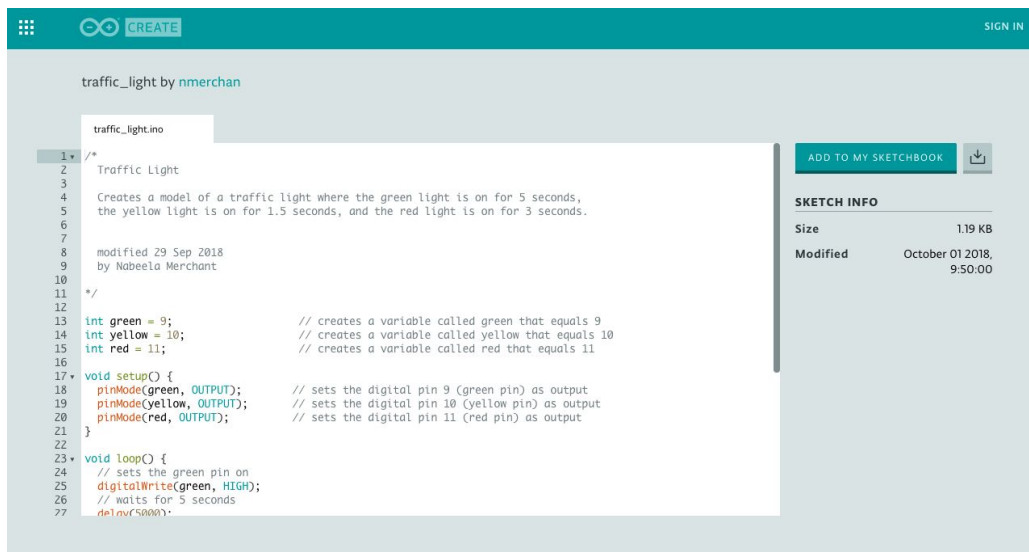 CREATE
SIGN IN
traffic_light by nmerchan
traffic_light.ino
1 /*
2 Traffic Light
3
4 Creates a model of a traffic light where the green light is on for 5 seconds,
5 the yellow light is on for 1.5 seconds, and the red light is on for 3 seconds.
6
7
8 modified 29 Sep 2018
9 by Nabeela Merchant
10
11 */
12
13 int green = 9; // creates a variable called green that equals 9
14 int yellow = 10; // creates a variable called yellow that equals 10
15 int red = 11; // creates a variable called red that equals 11
16
17 void setup() {
18 pinMode(green, OUTPUT); // sets the digital pin 9 (green pin) as output
19 pinMode(yellow, OUTPUT); // sets the digital pin 10 (yellow pin) as output
20 pinMode(red, OUTPUT); // sets the digital pin 11 (red pin) as output
21 }
22
23 void loop() {
24 // sets the green pin on
25 digitalWrite(green, HIGH);
26 // waits for 5 seconds
27 delay(5000);
ADD TO MY SKETCHBOOK
SKETCH INFO
Size 1.19 KB
Modified October 01 2018,
9:50:00